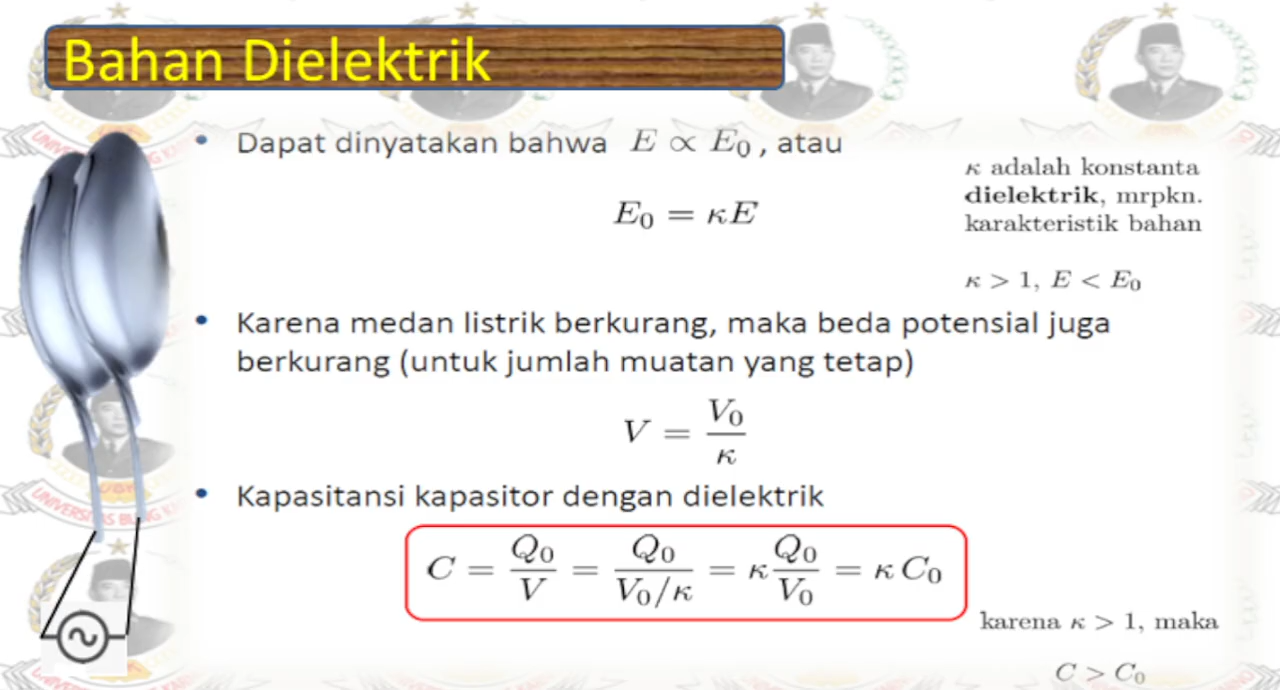 Bahan Dielektrik
• Dapat dinyatakan bahwa E ∝ E₀, atau
E₀ = κE
κ adalah konstanta
dielektrik, mrpkn.
karakteristik bahan
κ > 1, E < E₀
• Karena medan listrik berkurang, maka beda potensial juga
berkurang (untuk jumlah muatan yang tetap)
V = V₀/κ
• Kapasitansi kapasitor dengan dielektrik
C = Q₀/V = Q₀/(V₀/κ) = κ Q₀/V₀ = κ C₀
karena κ > 1, maka
C > C₀